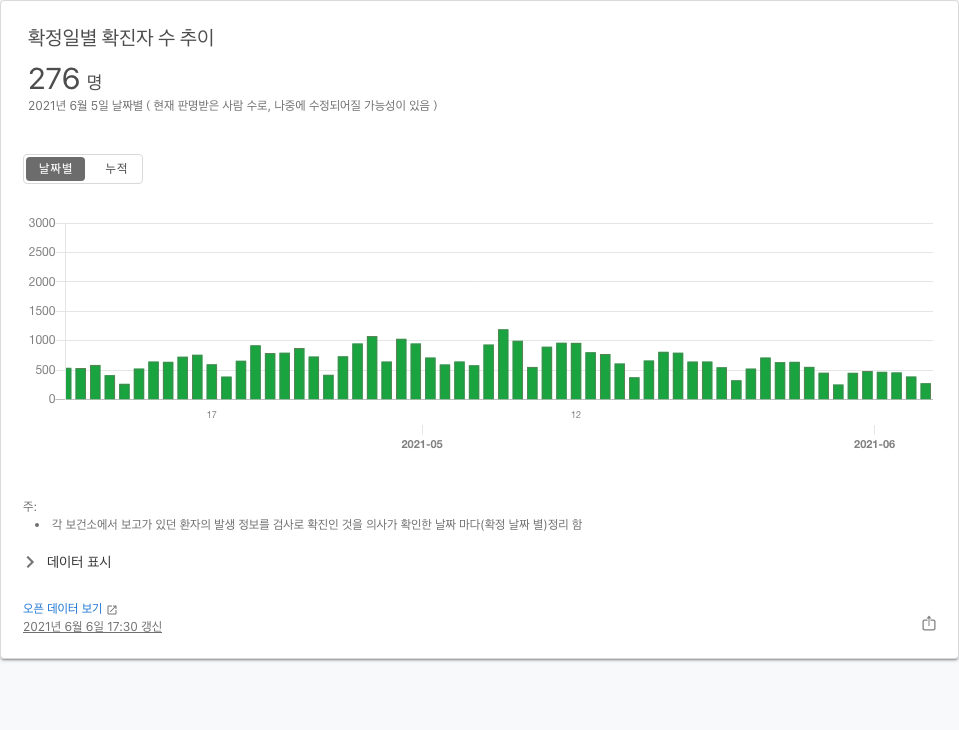 확정일별 확진자 수 추이
276 명
2021년 6월 5일 날짜별 ( 현재 판명받은 사람 수로, 나중에 수정되어질 가능성이 있음 )
날짜별 누적
3000
2500
2000
1500
1000
500
0
17 12
2021-05 2021-06
주:
• 각 보건소에서 보고가 있던 환자의 발생 정보를 검사로 확진인 것을 의사가 확인한 날짜 마다(확정 날짜 별)정리 함
데이터 표시
오픈 데이터 보기
2021년 6월 6일 17:30 갱신